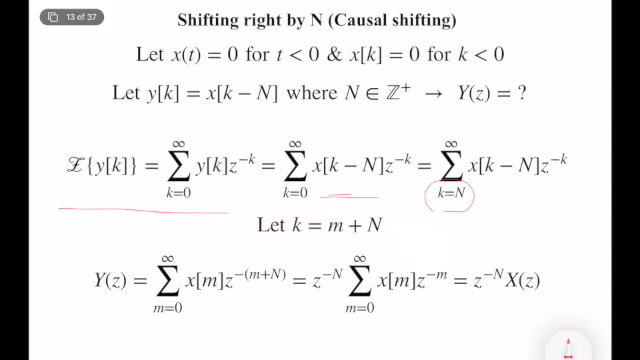 13 of 37
Shifting right by N (Causal shifting)
Let x(t) = 0 for t < 0 & x[k] = 0 for k < 0
Let y[k] = x[k − N] where N ∈ ℤ⁺ → Y(z) = ?
𝒵{y[k]} = ∑_{k=0}^{∞} y[k]z^{−k} = ∑_{k=0}^{∞} x[k − N]z^{−k} = ∑_{k=N}^{∞} x[k − N]z^{−k}
Let k = m + N
Y(z) = ∑_{m=0}^{∞} x[m]z^{−(m+N)} = z^{−N} ∑_{m=0}^{∞} x[m]z^{−m} = z^{−N}X(z)